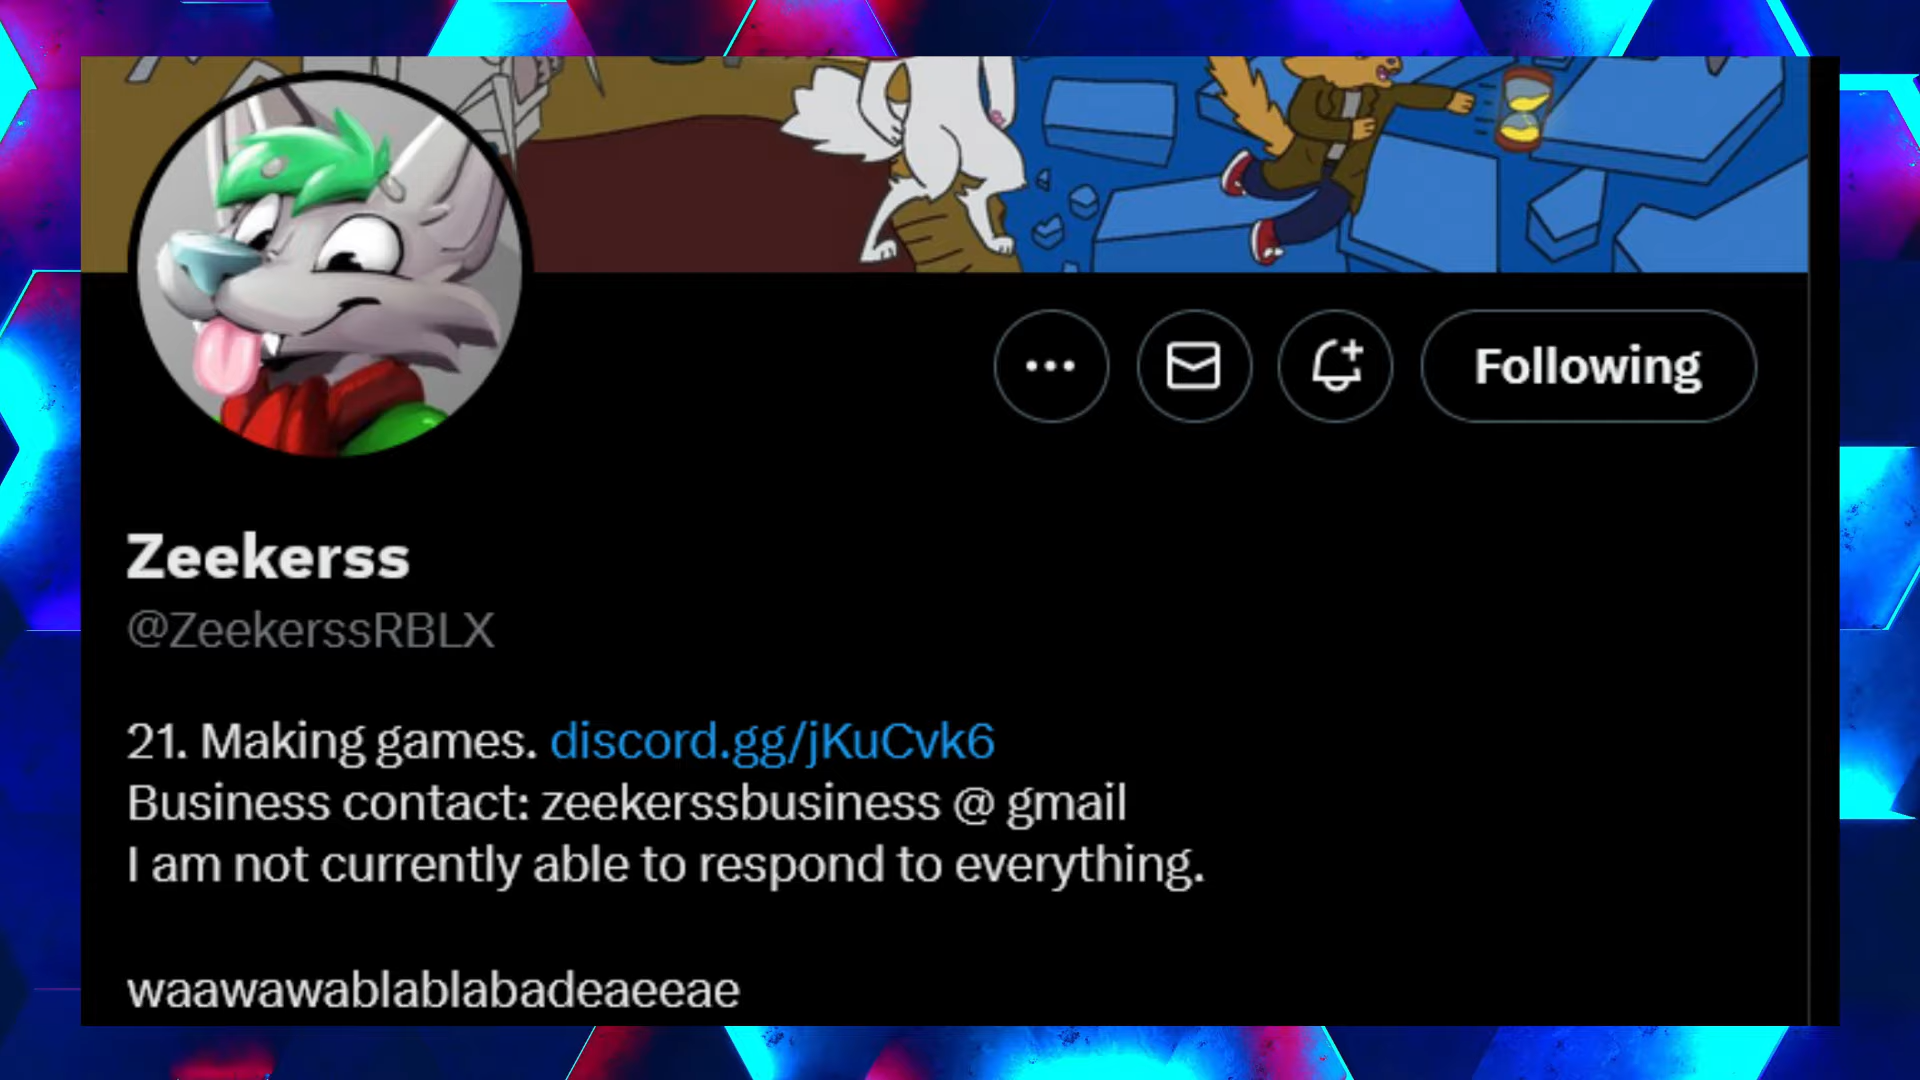 Following
Zeekerss
@ZeekerssRBLX
21. Making games. discord.gg/jKuCvk6
Business contact: zeekerssbusiness @ gmail
I am not currently able to respond to everything.
waawawablablabadeaeeae